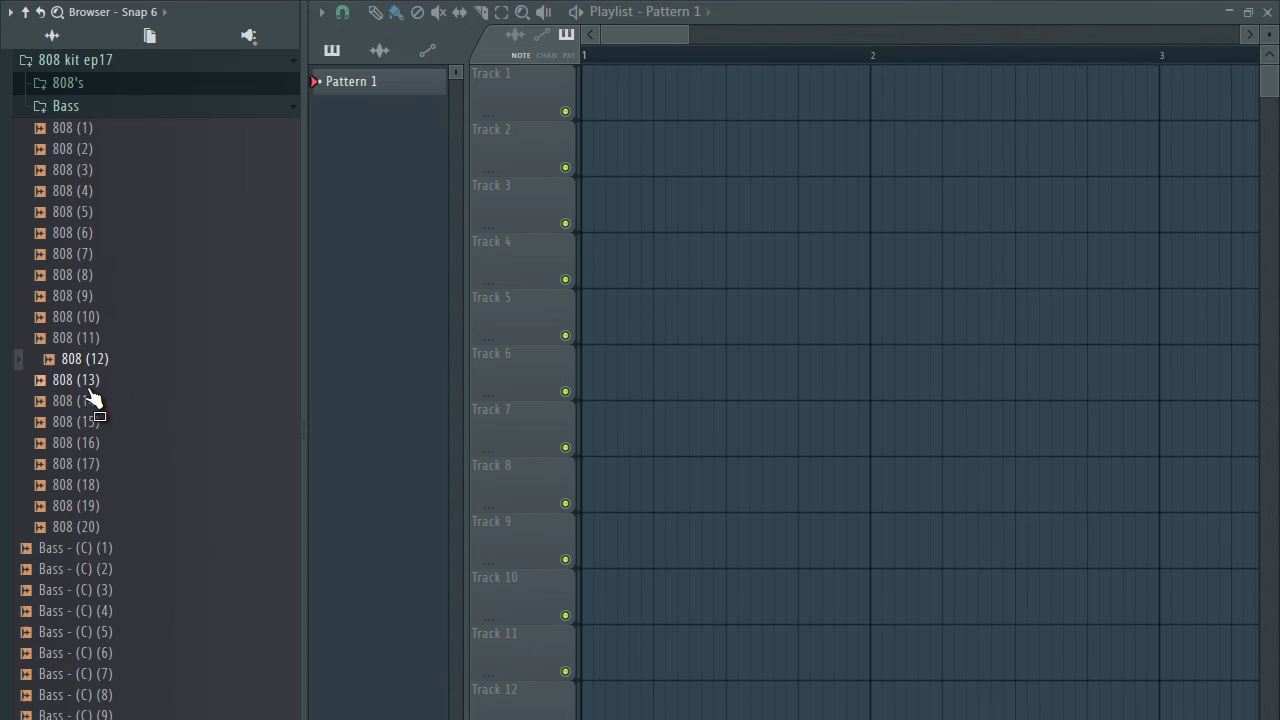 Browser - Snap 6
Playlist - Pattern 1
808 kit ep17
808's
Bass
808 (1)
808 (2)
808 (3)
808 (4)
808 (5)
808 (6)
808 (7)
808 (8)
808 (9)
808 (10)
808 (11)
808 (12)
808 (13)
808
808 (15)
808 (16)
808 (17)
808 (18)
808 (19)
808 (20)
Bass - (C) (1)
Bass - (C) (2)
Bass - (C) (3)
Bass - (C) (4)
Bass - (C) (5)
Bass - (C) (6)
Bass - (C) (7)
Bass - (C) (8)
Bass - (C) (9)
Pattern 1
NOTE CHAN PAT
1 2 3
Track 1
Track 2
Track 3
Track 4
Track 5
Track 6
Track 7
Track 8
Track 9
Track 10
Track 11
Track 12